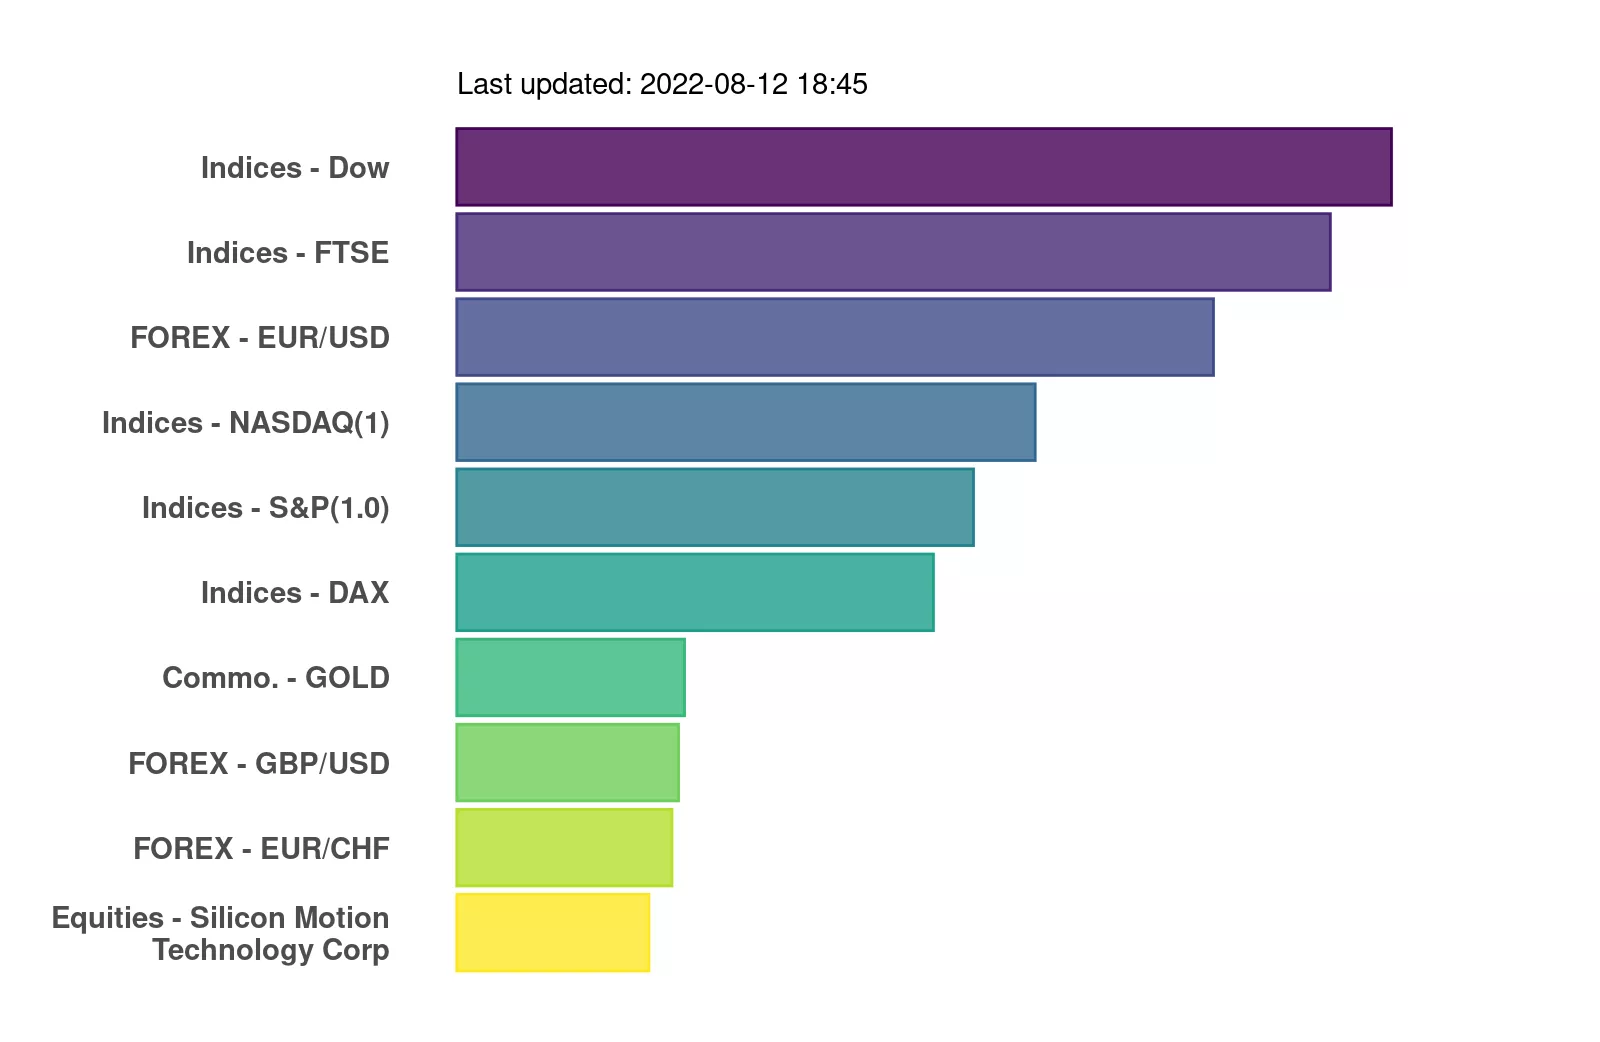 Last updated: 2022-08-12 18:45
Indices - Dow
Indices - FTSE
FOREX - EUR/USD
Indices - NASDAQ(1)
Indices - S&P(1.0)
Indices - DAX
Commo. - GOLD
FOREX - GBP/USD
FOREX - EUR/CHF
Equities - Silicon Motion
Technology Corp